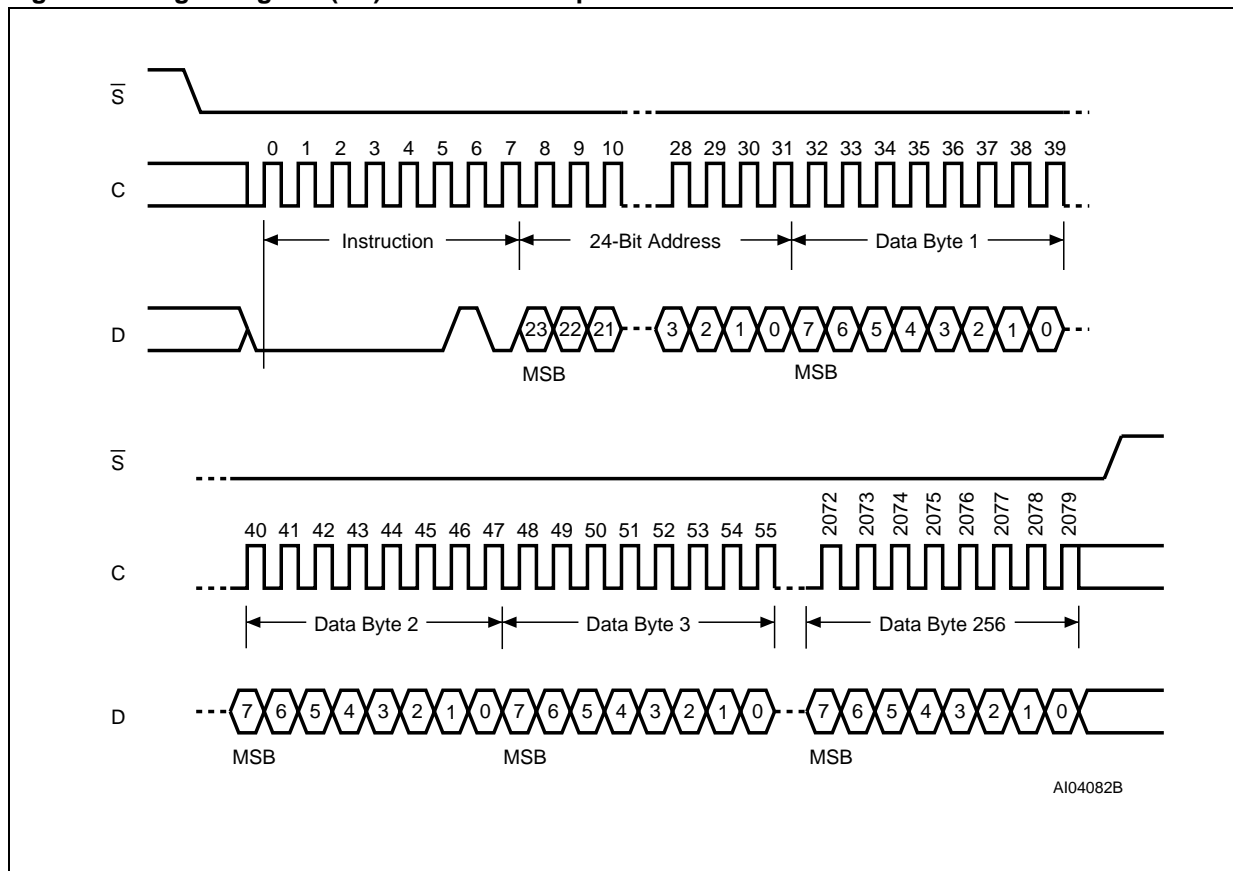 S
0 1 2 3 4 5 6 7 8 9 10 28 29 30 31 32 33 34 35 36 37 38 39
C
Instruction 24-Bit Address Data Byte 1
D 23 22 21 3 2 1 0 7 6 5 4 3 2 1 0
MSB MSB
S
40 41 42 43 44 45 46 47 48 49 50 51 52 53 54 55 2072 2073 2074 2075 2076 2077 2078 2079
C
Data Byte 2 Data Byte 3 Data Byte 256
D 7 6 5 4 3 2 1 0 7 6 5 4 3 2 1 0 7 6 5 4 3 2 1 0
MSB MSB MSB
AI04082B